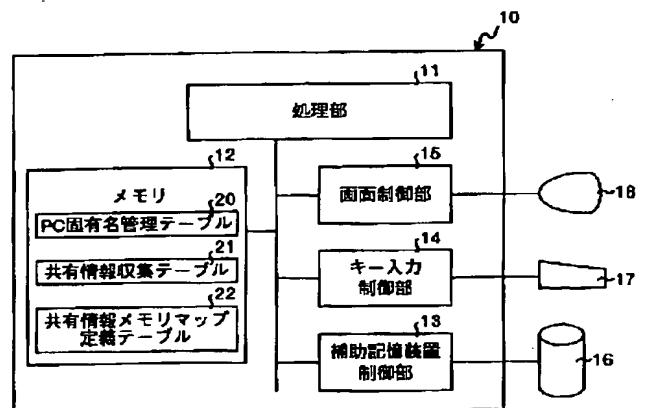 10
11
処理部
12
メモリ
20
PC固有名管理テーブル
21
共有情報収集テーブル
22
共有情報メモリマップ
定義テーブル
15
画面制御部
18
14
キー入力
制御部
17
13
補助記憶装置
制御部
16